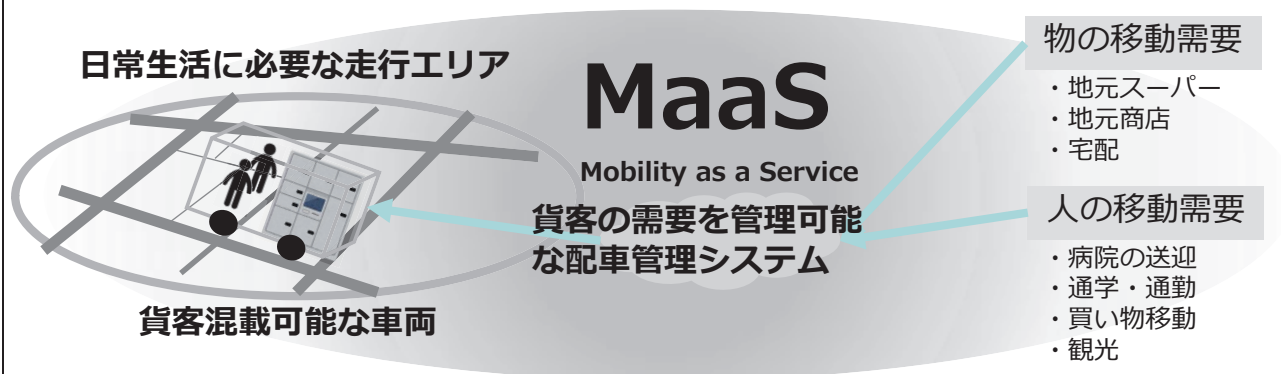 日常生活に必要な走行エリア
貨客混載可能な車両
MaaS
Mobility as a Service
貨客の需要を管理可能
な配車管理システム
物の移動需要
・地元スーパー
・地元商店
・宅配
人の移動需要
・病院の送迎
・通学・通勤
・買い物移動
・観光